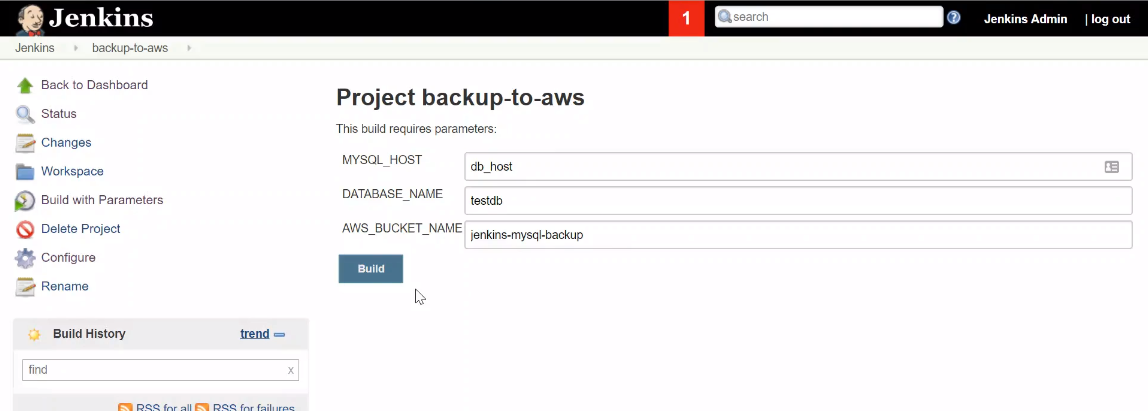 Jenkins
1
search
Jenkins Admin | log out
Jenkins backup-to-aws
Back to Dashboard
Status
Changes
Workspace
Build with Parameters
Delete Project
Configure
Rename
Build History trend
find x
RSS for all RSS for failures
Project backup-to-aws
This build requires parameters:
MYSQL_HOST db_host
DATABASE_NAME testdb
AWS_BUCKET_NAME jenkins-mysql-backup
Build